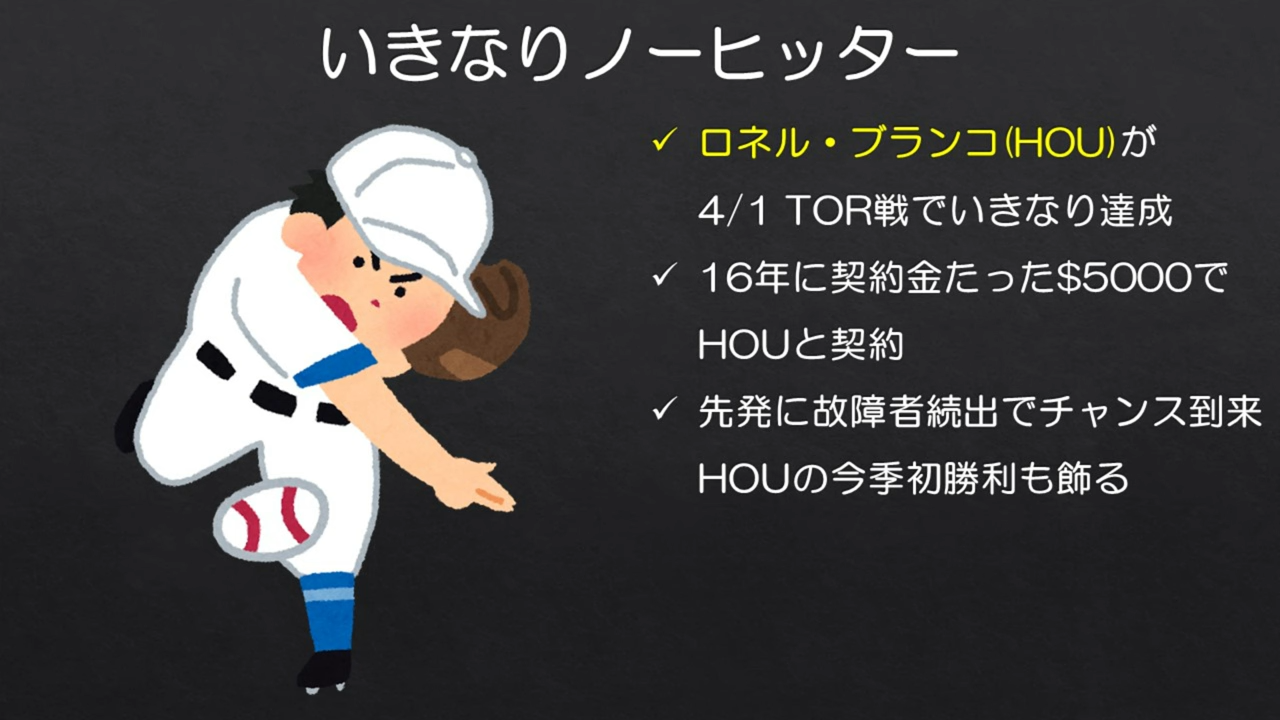 いきなりノーヒッター
✓ ロネル・ブランコ(HOU)が
4/1 TOR戦でいきなり達成
✓ 16年に契約金たった$5000で
HOUと契約
✓ 先発に故障者続出でチャンス到来
HOUの今季初勝利も飾る